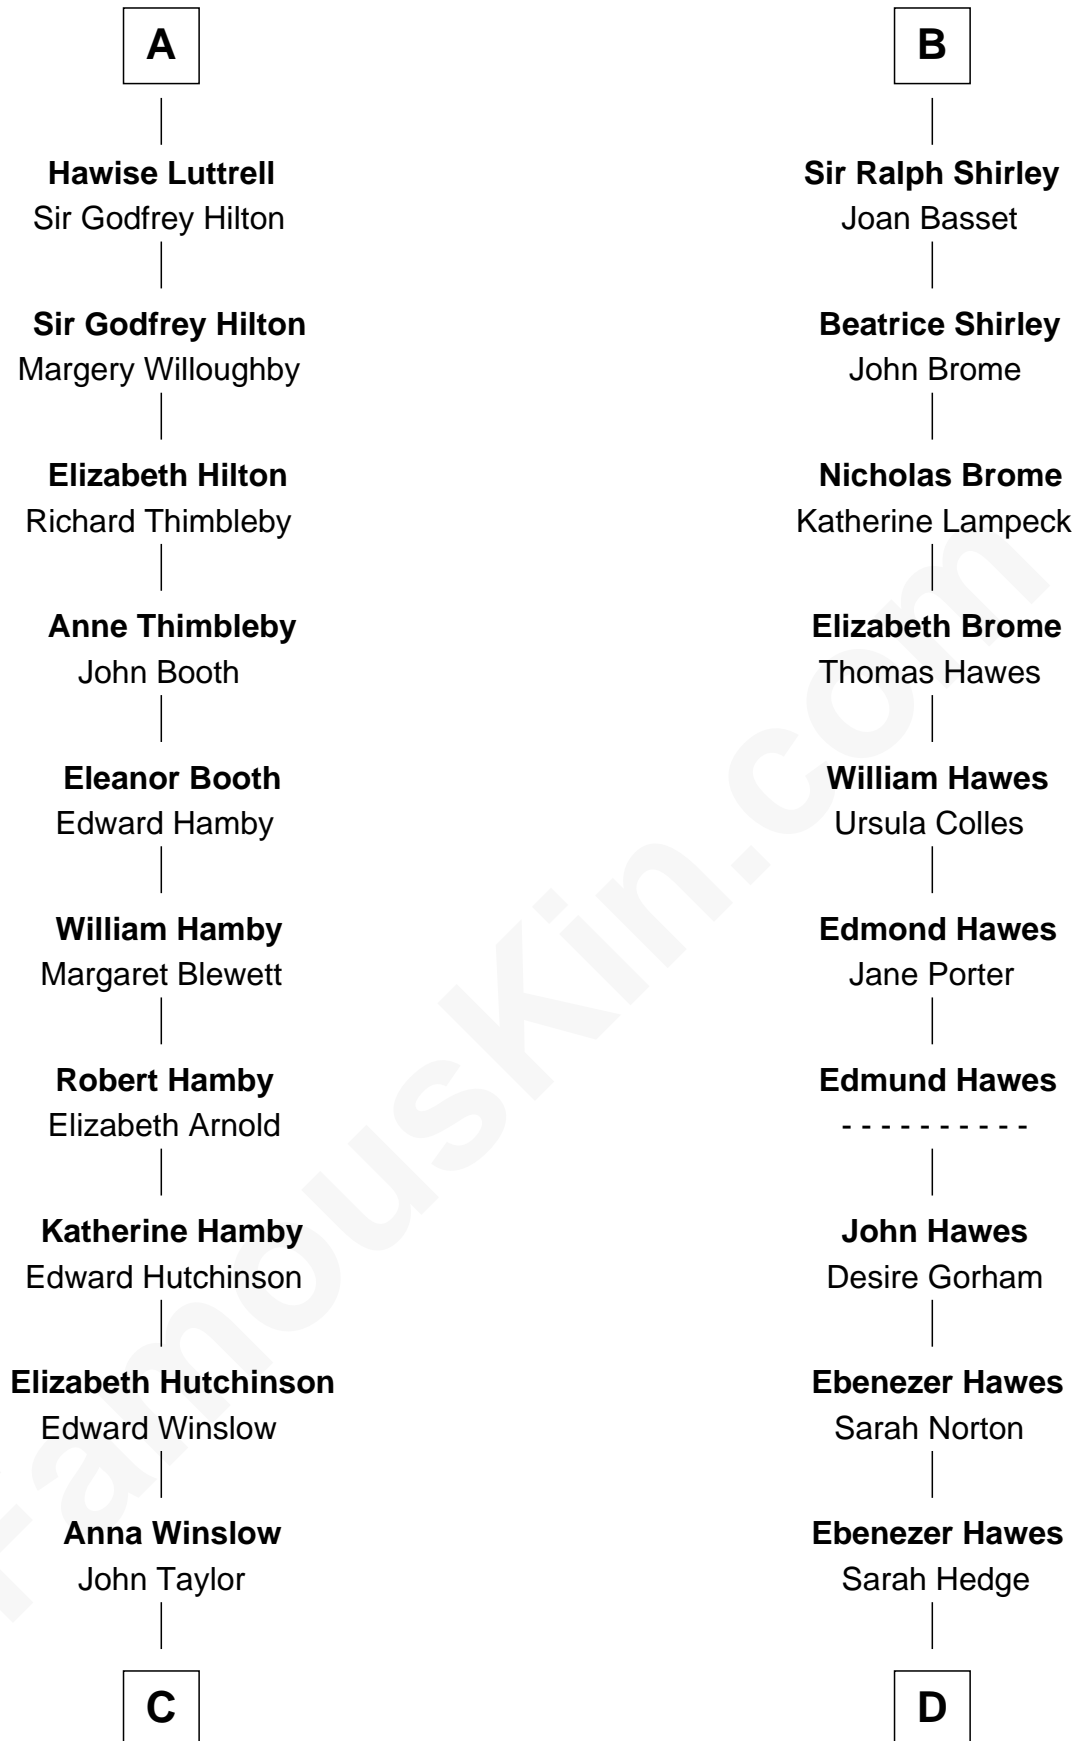 A
Hawise Luttrell
Sir Godfrey Hilton
Sir Godfrey Hilton
Margery Willoughby
Elizabeth Hilton
Richard Thimbleby
Anne Thimbleby
John Booth
Eleanor Booth
Edward Hamby
William Hamby
Margaret Blewett
Robert Hamby
Elizabeth Arnold
Katherine Hamby
Edward Hutchinson
Elizabeth Hutchinson
Edward Winslow
Anna Winslow
John Taylor
C
B
Sir Ralph Shirley
Joan Basset
Beatrice Shirley
John Brome
Nicholas Brome
Katherine Lampeck
Elizabeth Brome
Thomas Hawes
William Hawes
Ursula Colles
Edmond Hawes
Jane Porter
Edmund Hawes
- - - - - - - - - -
John Hawes
Desire Gorham
Ebenezer Hawes
Sarah Norton
Ebenezer Hawes
Sarah Hedge
D
FamousKin.com